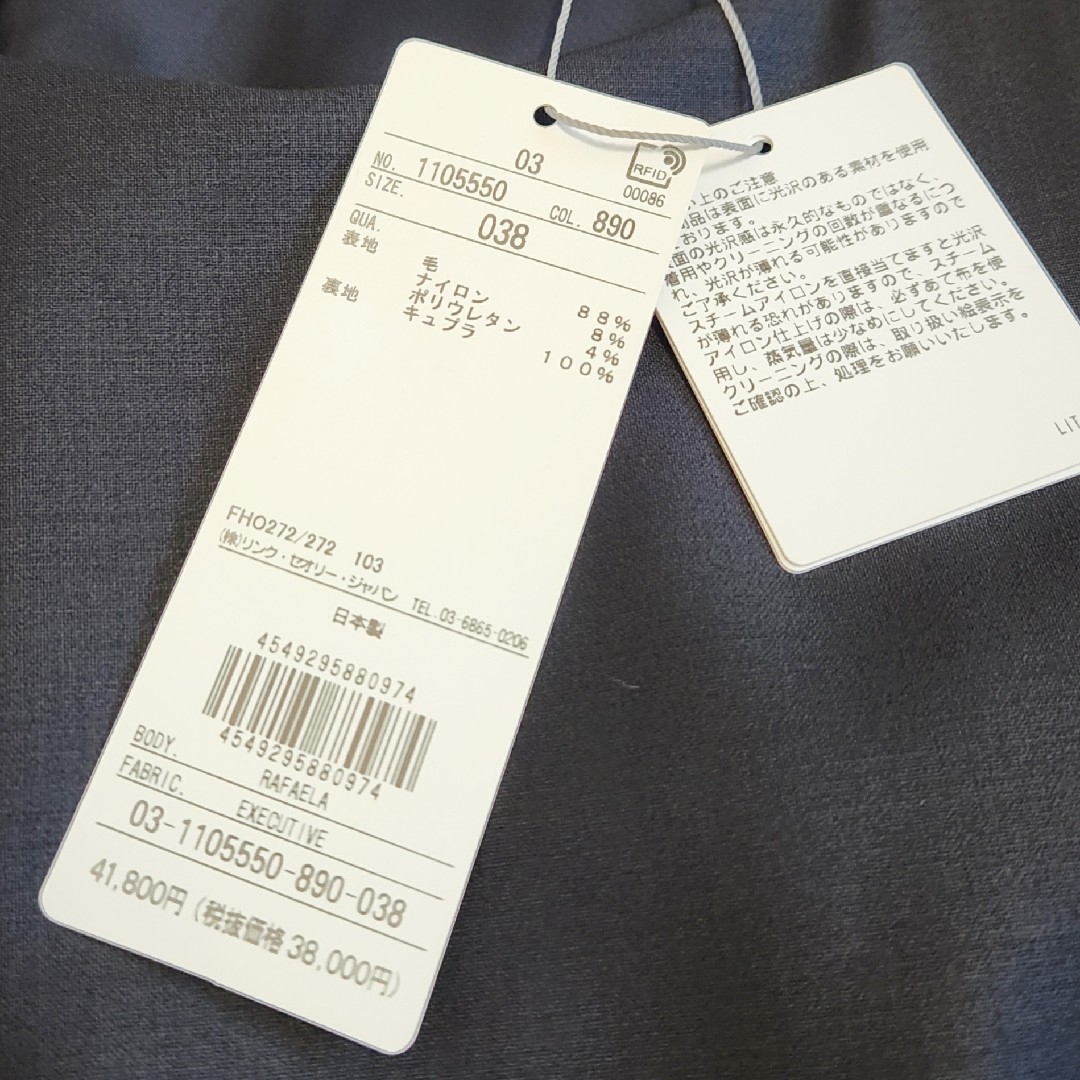 03
RFID
00086
NO. 1105550 COL. 890
SIZE. 038
QUA.
表地 毛 88%
ナイロン 8%
ポリウレタン 4%
表地 キュプラ 100%
FHO272/272 103
(株)リンク・セオリー・ジャパン TEL.03-6865-0206
日本製
4549295880974
4549295880974
BODY. RAFAELA
FABRIC. EXECUTIVE
03-1105550-890-038
41,800円(税抜価格38,000円)
上のご注意
品は表面に光沢のある素材を使用
おります。
面の光沢感は永久的なものではなく、
着用やクリーニングの回数が重なるにつ
れ、光沢が薄れる可能性がありますので
ご了承ください。
スチームアイロンを直接当てますと光沢
が薄れる恐れがありますので、スチーム
アイロン仕上げの際は、必ずあて布を使
用し、蒸気量は少なめにしてください。
クリーニングの際は、取り扱い絵表示を
ご確認の上、処理をお願いいたします。
LIT